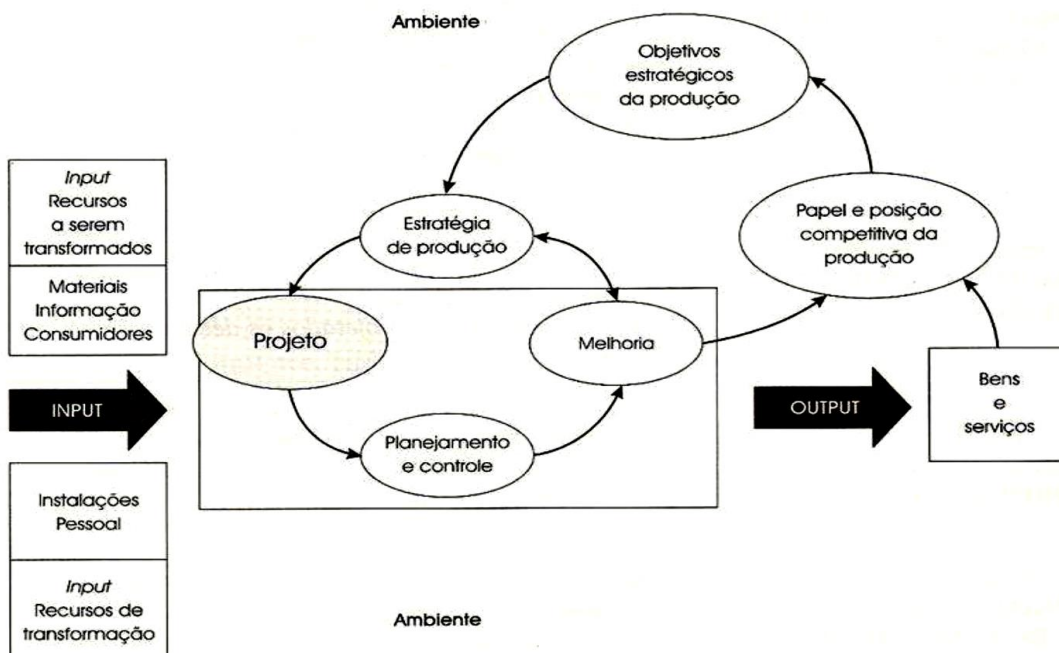 Ambiente
Objetivos
estratégicos
da produção
Input
Recursos
a serem
transformados
Materiais
Informação
Consumidores
Estratégia
de produção
Papel e posição
competitiva da
produção
Projeto
Melhoria
INPUT
OUTPUT
Bens
e
serviços
Planejamento
e controle
Instalações
Pessoal
Input
Recursos de
transformação
Ambiente